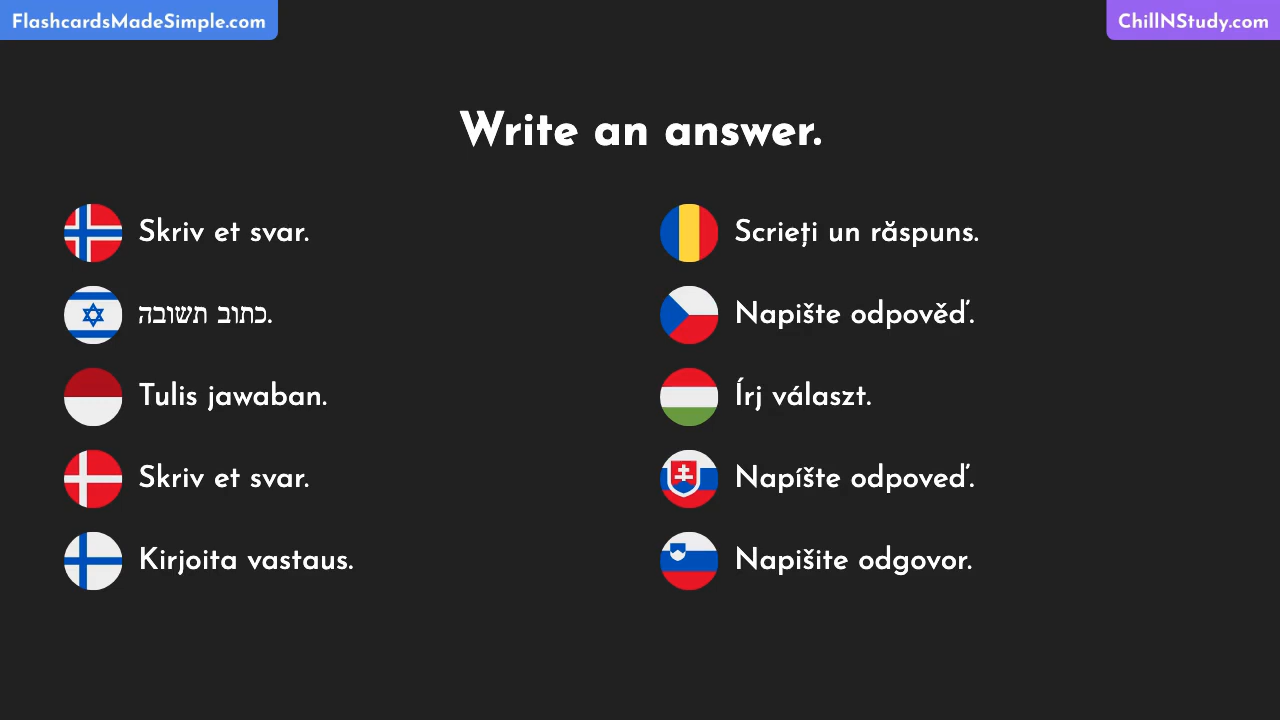 FlashcardsMadeSimple.com
ChillNStudy.com
Write an answer.
Skriv et svar.
כתוב תשובה.
Tulis jawaban.
Skriv et svar.
Kirjoita vastaus.
Scrieți un răspuns.
Napište odpověď.
Írj választ.
Napíšte odpoveď.
Napišite odgovor.